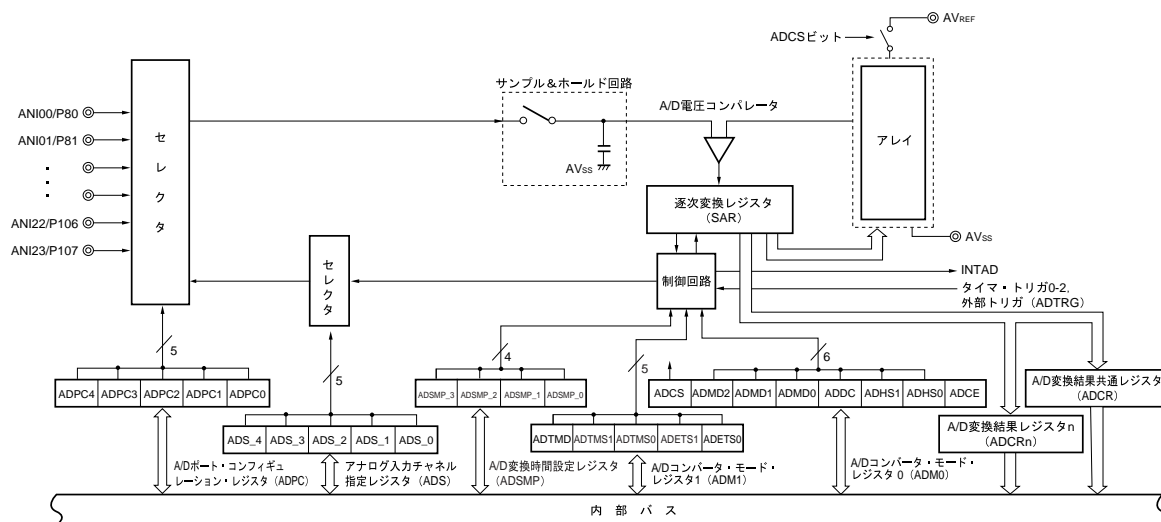 AVREF
ADCSビット
サンプル＆ホールド回路
A/D電圧コンパレータ
アレイ
ANI00/P80
ANI01/P81
・
・
・
ANI22/P106
ANI23/P107
セレクタ
AVSS
逐次変換レジスタ
（SAR）
AVSS
セレクタ
制御回路
INTAD
タイマ・トリガ0-2,
外部トリガ（ADTRG）
5
5
4
5
6
ADPC4 ADPC3 ADPC2 ADPC1 ADPC0
ADSMP_3 ADSMP_2 ADSMP_1 ADSMP_0
ADCS ADMD2 ADMD1 ADMD0 ADC ADHS1 ADHS0 ADCE
A/D変換結果共通レジスタ
（ADCR）
ADS_4 ADS_3 ADS_2 ADS_1 ADS_0
ADTMD ADTMS1 ADTMS0 ADETS1 ADETS0
A/D変換結果レジスタn
（ADCRn）
A/Dポート・コンフィギュ
レーション・レジスタ（ADPC）
アナログ入力チャネル
指定レジスタ（ADS）
A/D変換時間設定レジスタ
（ADSMP）
A/Dコンバータ・モード・
レジスタ1（ADM1）
A/Dコンバータ・モード・
レジスタ 0（ADM0）
内 部 バ ス